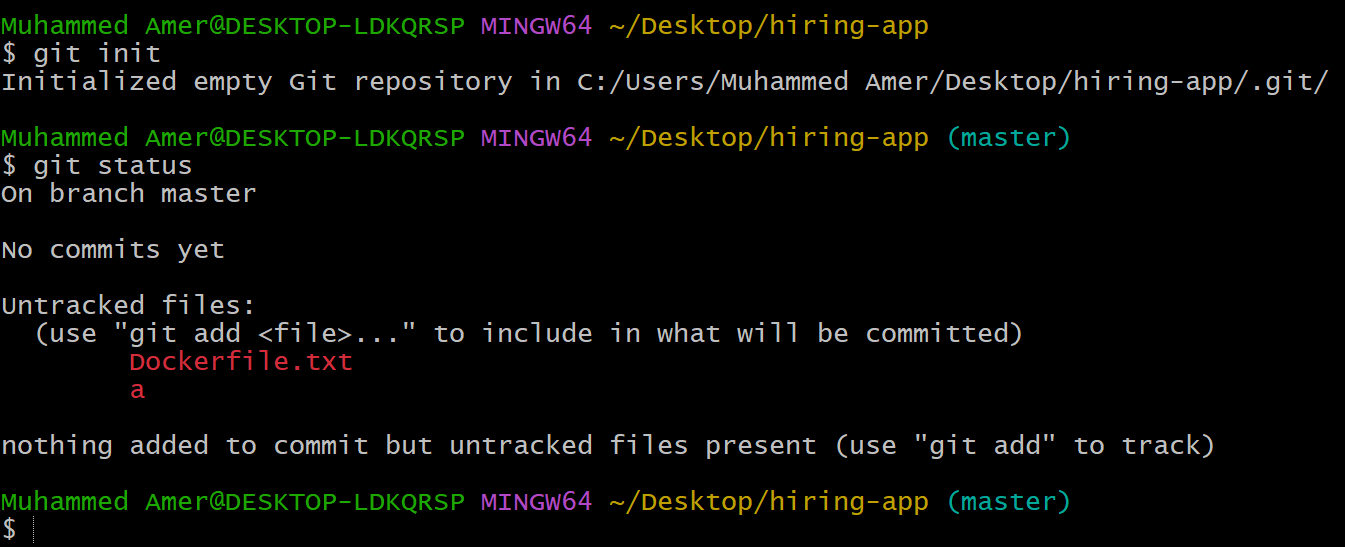 Muhammed Amer@DESKTOP-LDKQRSP MINGW64 ~/Desktop/hiring-app
$ git init
Initialized empty Git repository in C:/Users/Muhammed Amer/Desktop/hiring-app/.git/
Muhammed Amer@DESKTOP-LDKQRSP MINGW64 ~/Desktop/hiring-app (master)
$ git status
On branch master
No commits yet
Untracked files:
(use "git add <file>..." to include in what will be committed)
Dockerfile.txt
a
nothing added to commit but untracked files present (use "git add" to track)
Muhammed Amer@DESKTOP-LDKQRSP MINGW64 ~/Desktop/hiring-app (master)
$